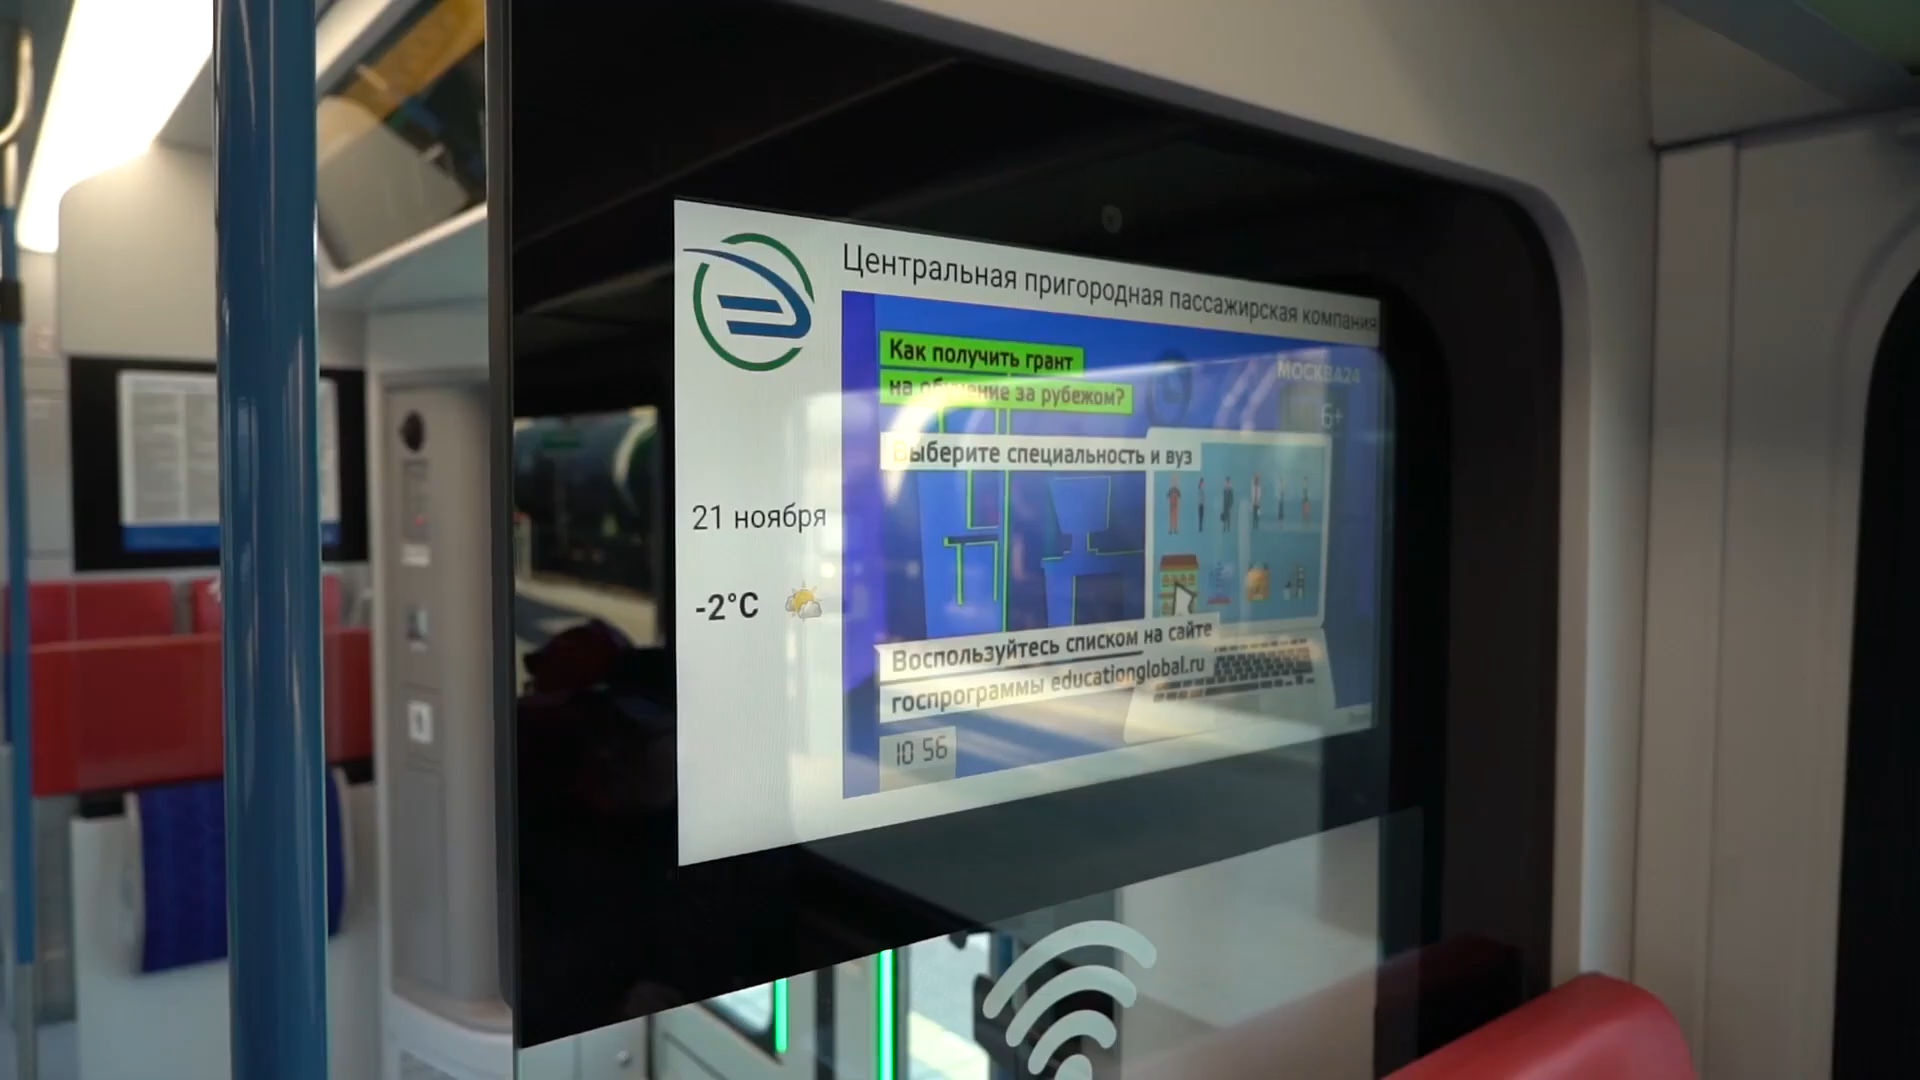 Центральная пригородная пассажирская компания
Как получить грант
на обучение за рубежом?
МОСКВА24
6+
Выберите специальность и вуз
21 ноября
-2°C
Воспользуйтесь списком на сайте
госпрограммы educationglobal.ru
10 56